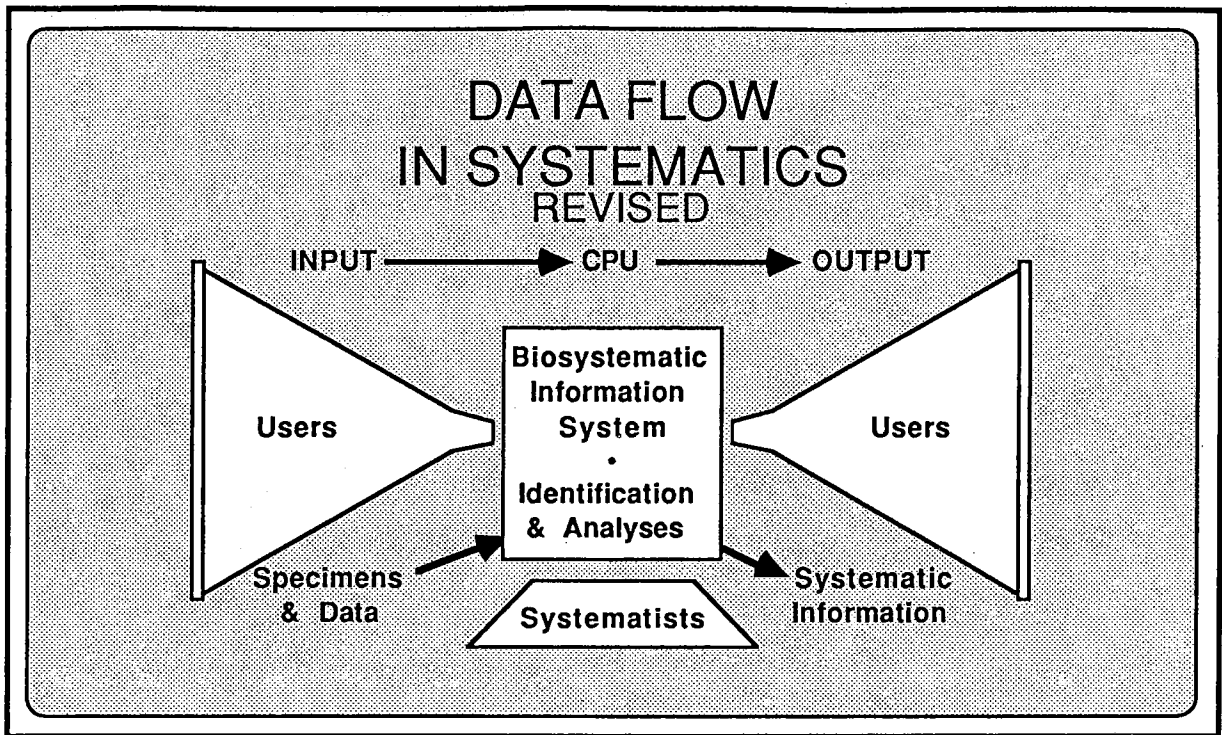 DATA FLOW
IN SYSTEMATICS
REVISED
INPUT CPU OUTPUT
Biosystematic
Information
System
•
Identification
& Analyses
Users
Users
Specimens
& Data
Systematists
Systematic
Information